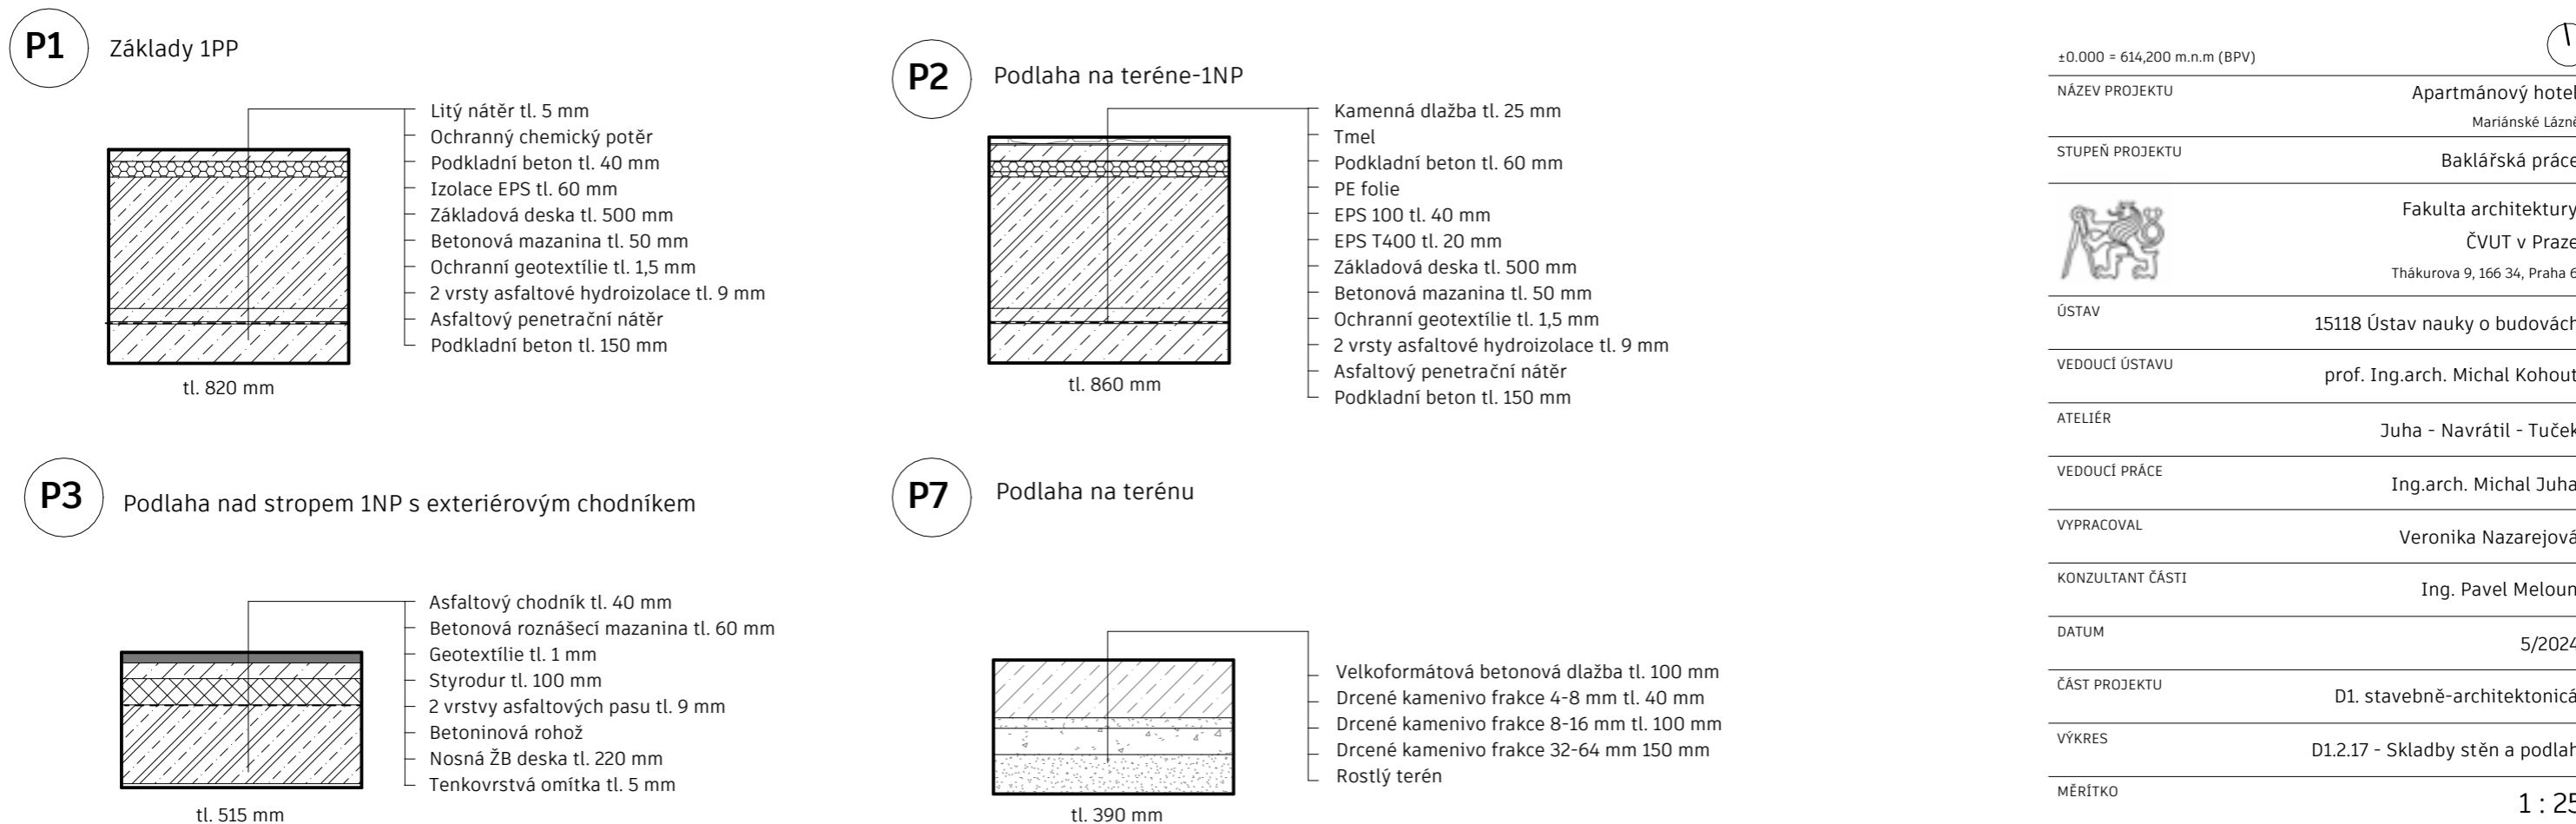 P1
Základy 1PP
Litý nátěr tl. 5 mm
Ochranný chemický potěr
Podkladní beton tl. 40 mm
Izolace EPS tl. 60 mm
Základová deska tl. 500 mm
Betonová mazanina tl. 50 mm
Ochranní geotextílie tl. 1,5 mm
2 vrsty asfaltové hydroizolace tl. 9 mm
Asfaltový penetrační nátěr
Podkladní beton tl. 150 mm
tl. 820 mm
P2
Podlaha na teréne-1NP
Kamenná dlažba tl. 25 mm
Tmel
Podkladní beton tl. 60 mm
PE folie
EPS 100 tl. 40 mm
EPS T400 tl. 20 mm
Základová deska tl. 500 mm
Betonová mazanina tl. 50 mm
Ochranní geotextílie tl. 1,5 mm
2 vrsty asfaltové hydroizolace tl. 9 mm
Asfaltový penetrační nátěr
Podkladní beton tl. 150 mm
tl. 860 mm
P3
Podlaha nad stropem 1NP s exteriérovým chodníkem
Asfaltový chodník tl. 40 mm
Betonová roznášecí mazanina tl. 60 mm
Geotextílie tl. 1 mm
Styrodur tl. 100 mm
2 vrstvy asfaltových pasu tl. 9 mm
Betoninová rohož
Nosná ŽB deska tl. 220 mm
Tenkovrstvá omítka tl. 5 mm
tl. 515 mm
P7
Podlaha na terénu
Velkoformátová betonová dlažba tl. 100 mm
Drcené kamenivo frakce 4-8 mm tl. 40 mm
Drcené kamenivo frakce 8-16 mm tl. 100 mm
Drcené kamenivo frakce 32-64 mm 150 mm
Rostlý terén
tl. 390 mm
±0.000 = 614,200 m.n.m (BPV)
NÁZEV PROJEKTU
Apartmánový hotel
Mariánské Lázně
STUPEŇ PROJEKTU
Baklářská práce
Fakulta architektury
ČVUT v Praze
Thákurova 9, 166 34, Praha 6
ÚSTAV
15118 Ústav nauky o budovách
VEDOUCÍ ÚSTAVU
prof. Ing.arch. Michal Kohout
ATELIÉR
Juha - Navrátil - Tuček
VEDOUCÍ PRÁCE
Ing.arch. Michal Juha
VYPRACOVAL
Veronika Nazarejová
KONZULTANT ČÁSTI
Ing. Pavel Meloun
DATUM
5/2024
ČÁST PROJEKTU
D1. stavebně-architektonicá
VÝKRES
D1.2.17 - Skladby stěn a podlah
MĚRÍTKO
1 : 25